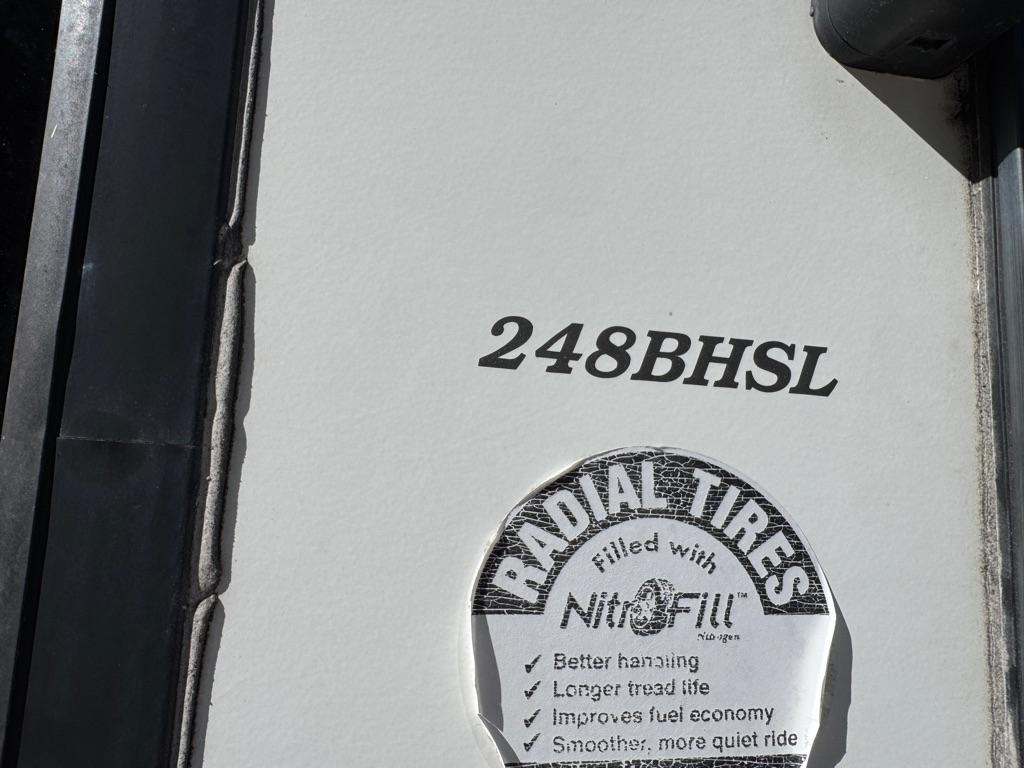 248BHSL
RADIAL TIRES
Filled with
NitroFill™
Nitrogen
✓ Better handling
✓ Longer tread life
✓ Improves fuel economy
✓ Smoother, more quiet ride